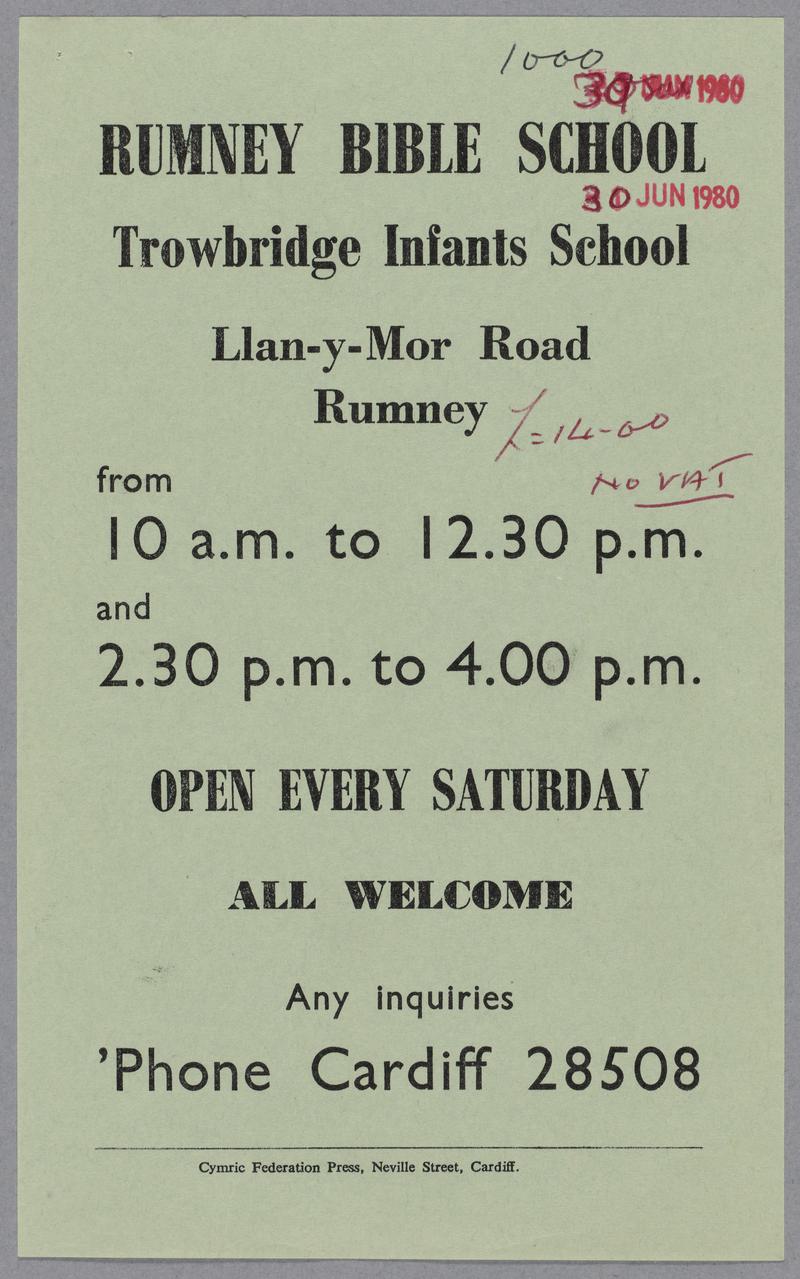 1000
1980
RUMNEY BIBLE SCHOOL
30 JUN 1980
Trowbridge Infants School
Llan-y-Mor Road
Rumney
£=14-00
from
NO VAT
10 a.m. to 12.30 p.m.
and
2.30 p.m. to 4.00 p.m.
OPEN EVERY SATURDAY
ALL WELCOME
Any inquiries
'Phone Cardiff 28508
Cymric Federation Press, Neville Street, Cardiff.